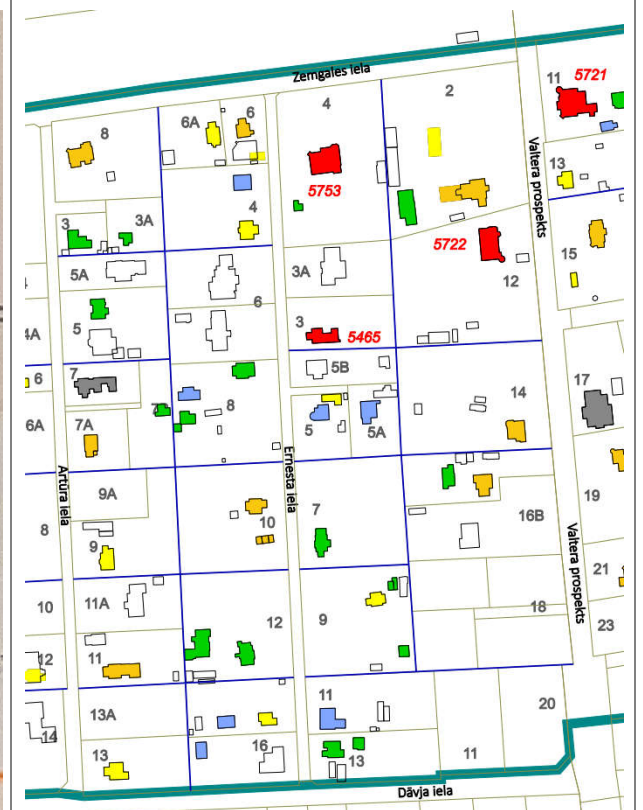 Zemgales iela
11
5721
2
4
6
6A
8
5753
Valtera prospekts
13
4
3
3A
5722
15
12
3A
5A
6
5
4A
3
5465
5B
7
6
17
8
14
7A
6A
5
5A
Artūra iela
Ernesta iela
9A
19
8
10
7
16B
9
Valtera prospekts
21
10
11A
18
9
12
23
12
11
13A
11
20
14
16
13
13
11
Dāvja iela